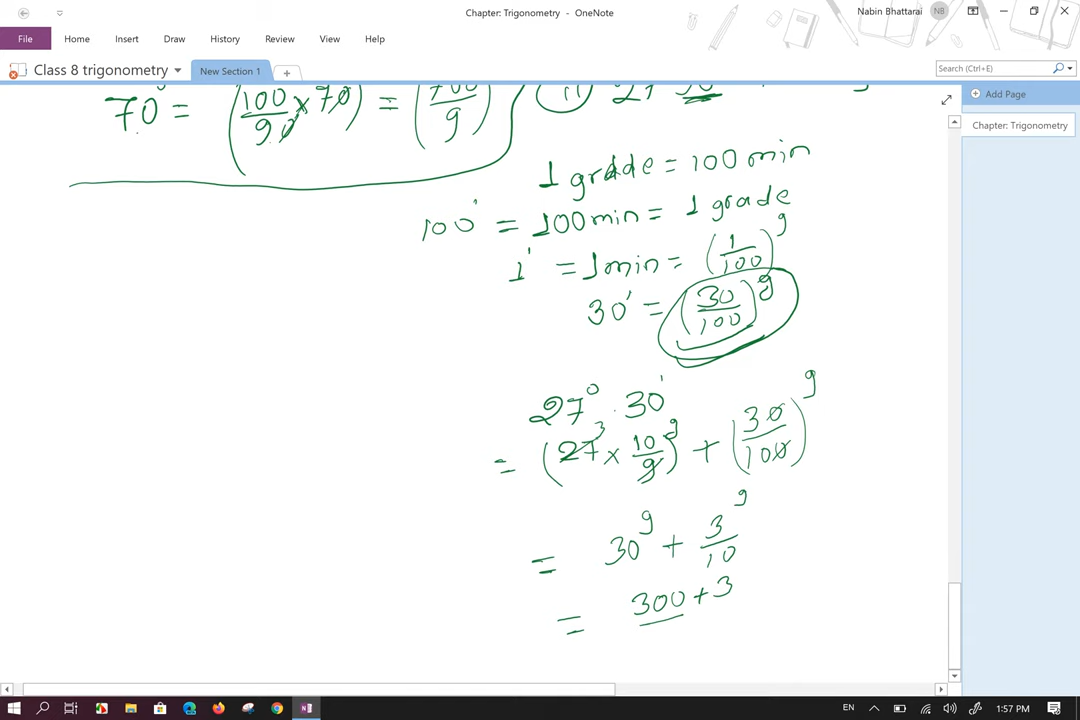 Chapter: Trigonometry - OneNote
Nabin Bhattarai NB
File Home Insert Draw History Review View Help
Class 8 trigonometry New Section 1 +
Search (Ctrl+E)
Add Page
Chapter: Trigonometry
70° = (100/90 × 70) = (700/9)
1 grade = 100 min
100' = 100 min = 1 grade
1' = 1 min = (1/100)^g
30' = (30/100)^g
27° 30'
= (27 × 10/9)^g + (30/100)^g
3
= 30^g + 3/10^g
= 300 + 3
EN 1:57 PM